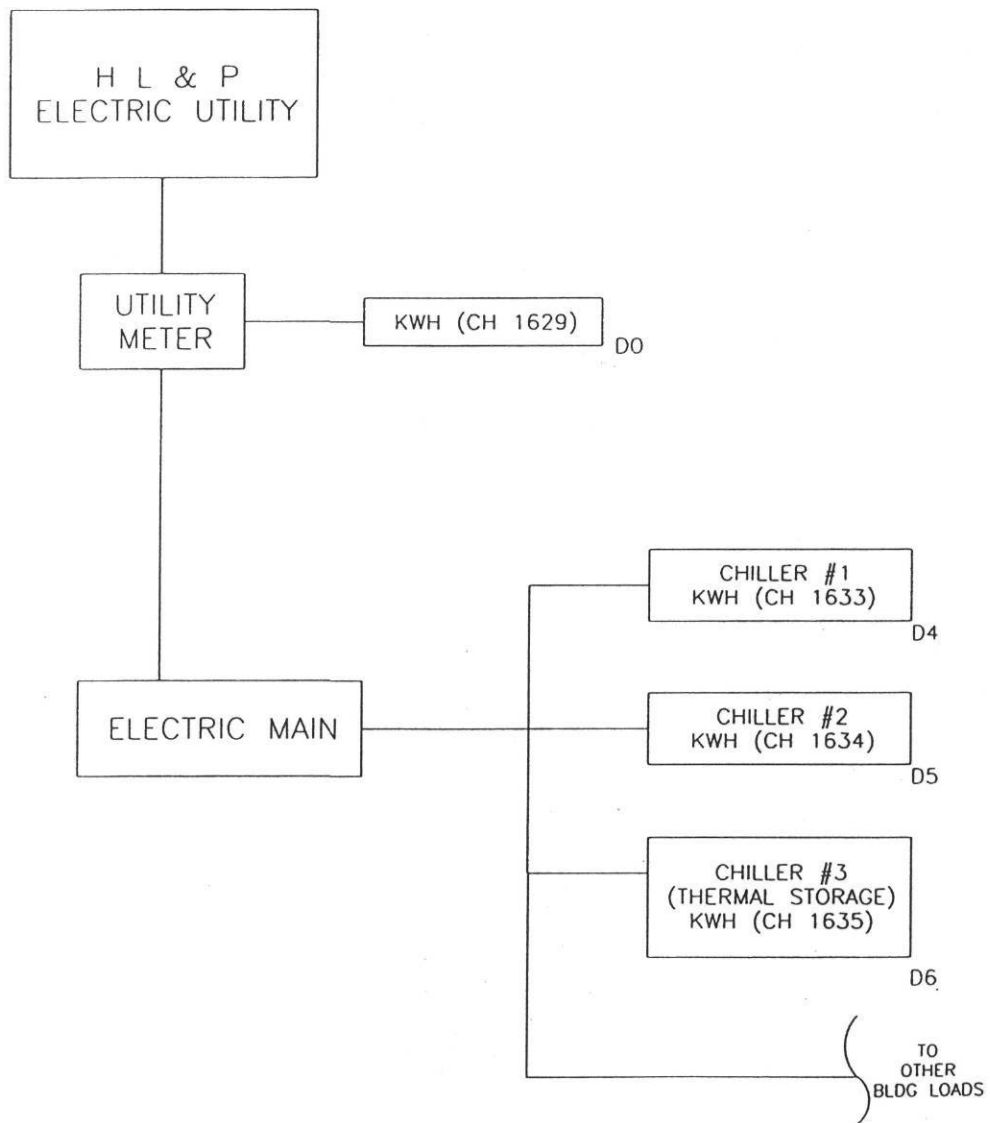 H L & P
ELECTRIC UTILITY
UTILITY
METER
KWH (CH 1629)
D0
CHILLER #1
KWH (CH 1633)
D4
ELECTRIC MAIN
CHILLER #2
KWH (CH 1634)
D5
CHILLER #3
(THERMAL STORAGE)
KWH (CH 1635)
D6
TO
OTHER
BLDG LOADS